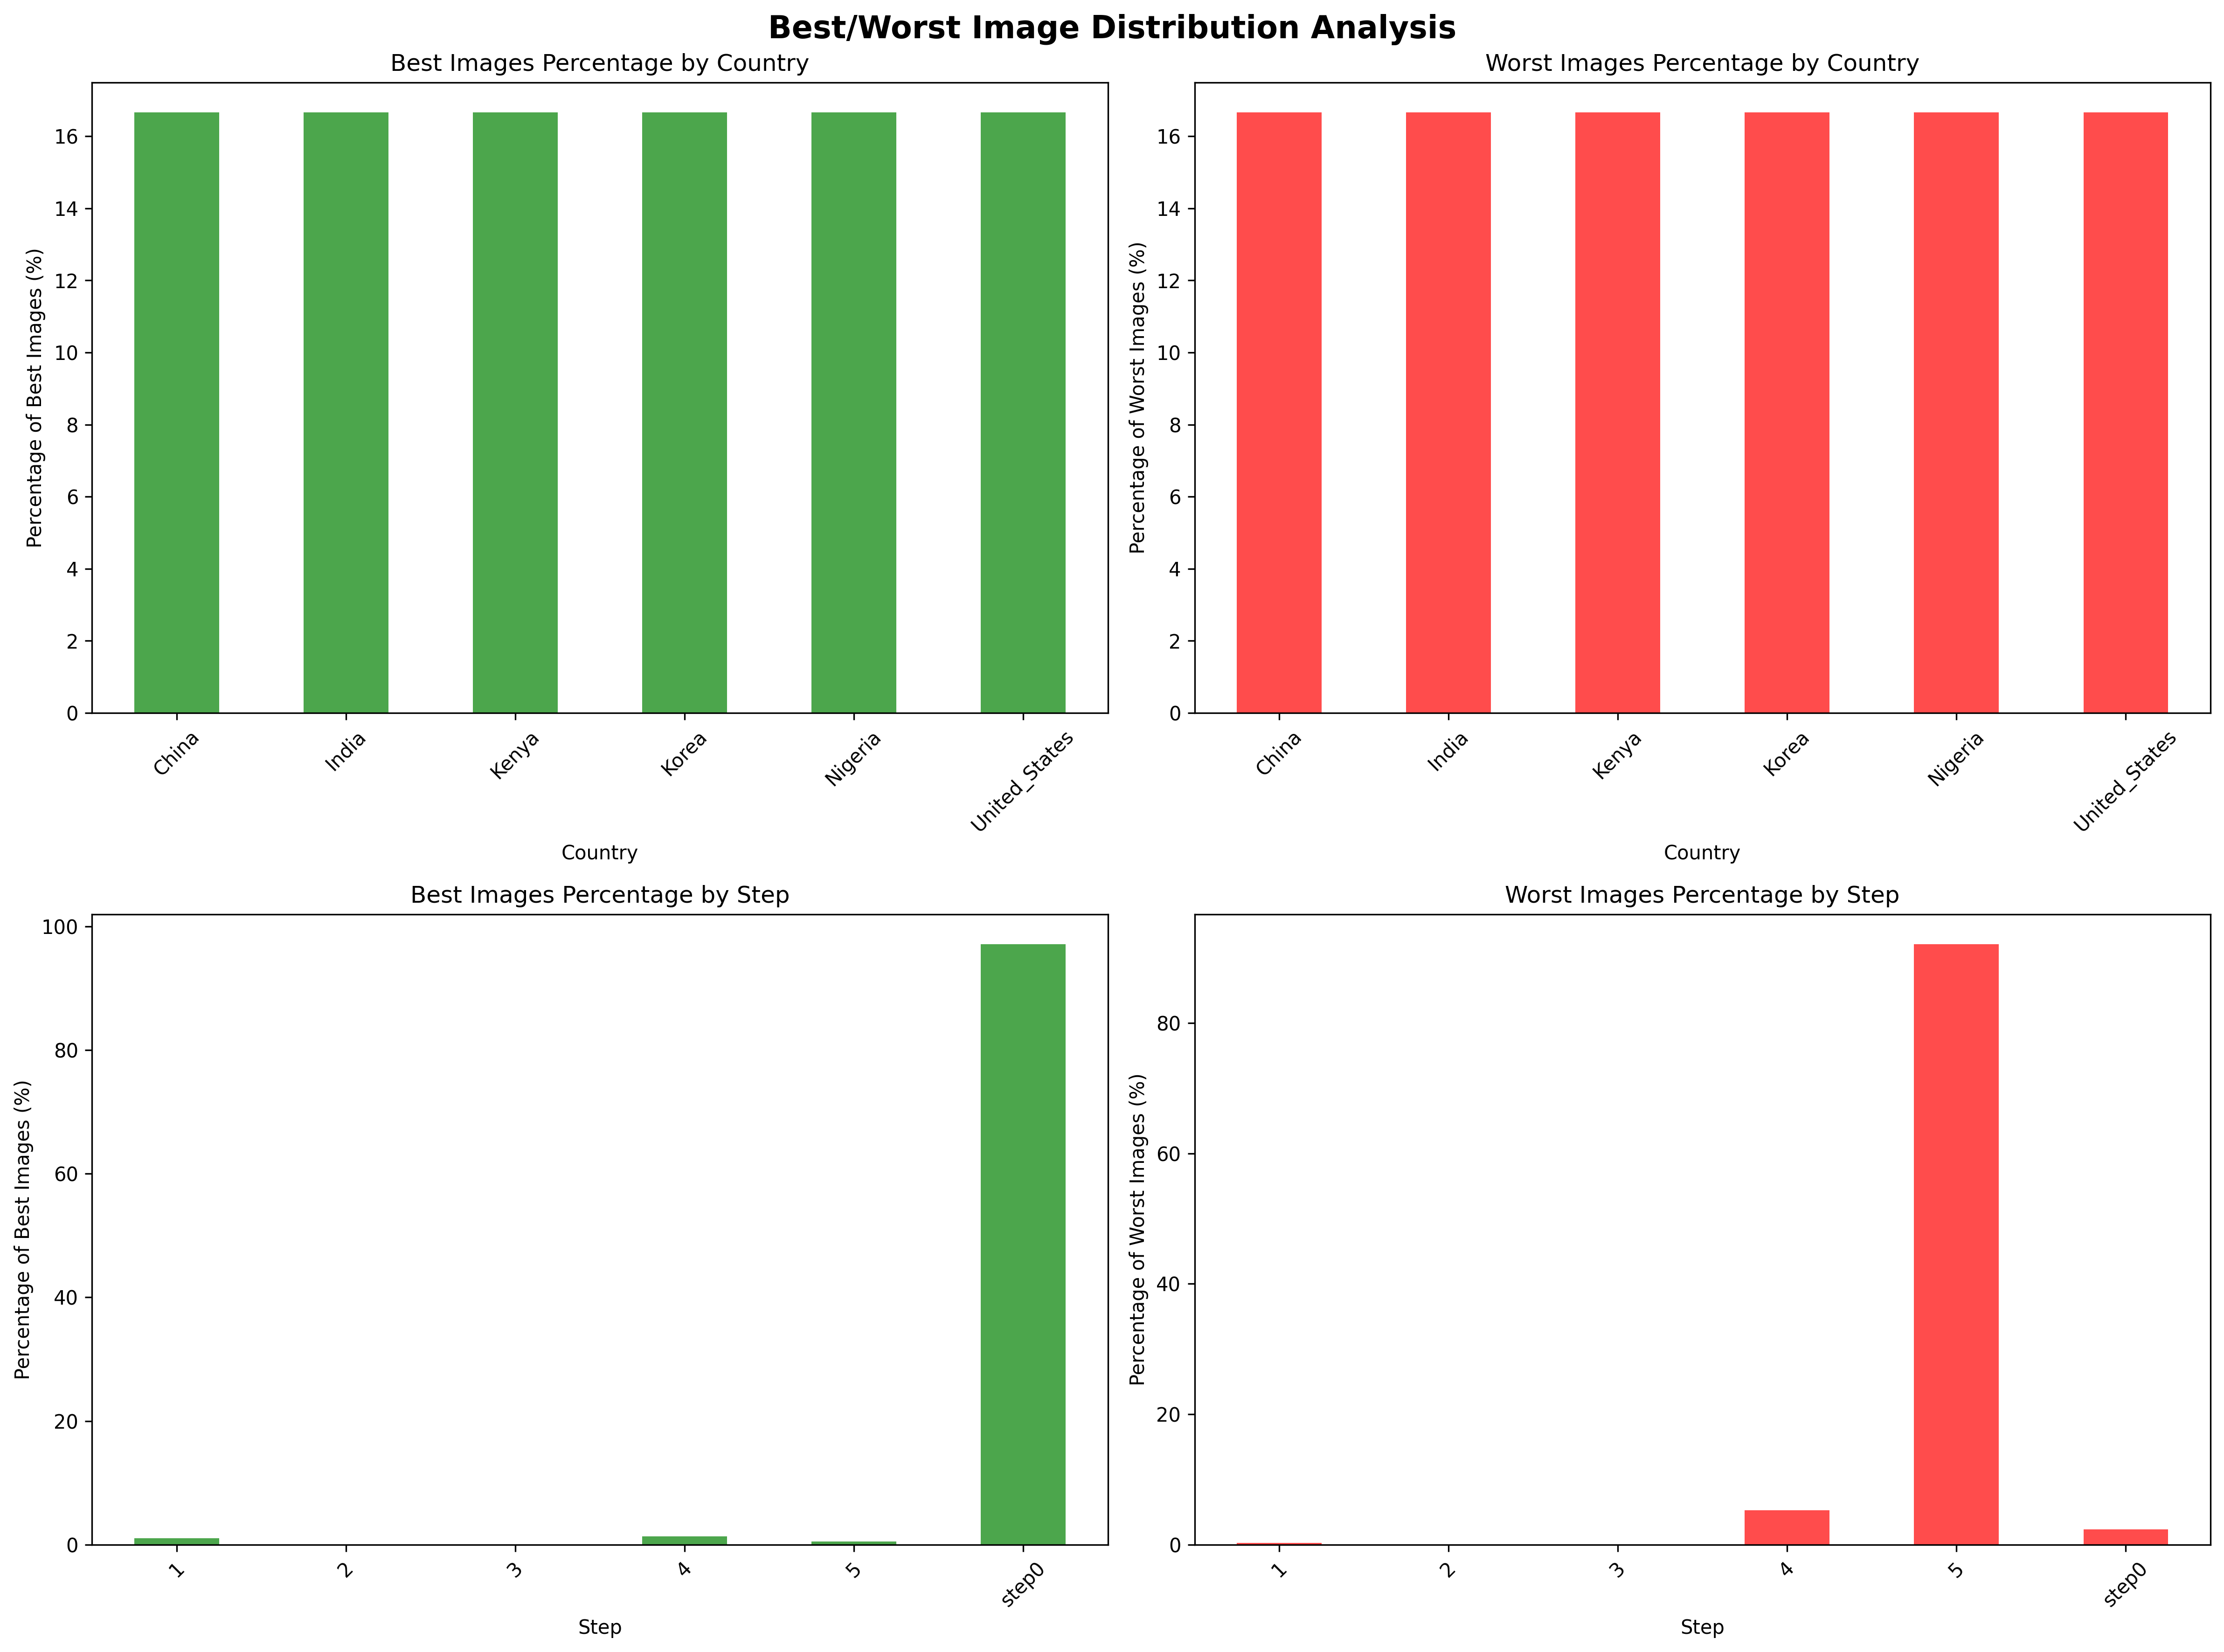 Best/Worst Image Distribution Analysis
Best Images Percentage by Country
Percentage of Best Images (%)
16
14
12
10
8
6
4
2
0
China
India
Kenya
Korea
Nigeria
United_States
Country
Worst Images Percentage by Country
Percentage of Worst Images (%)
16
14
12
10
8
6
4
2
0
China
India
Kenya
Korea
Nigeria
United_States
Country
Best Images Percentage by Step
Percentage of Best Images (%)
100
80
60
40
20
0
1
2
3
4
5
step0
Step
Worst Images Percentage by Step
Percentage of Worst Images (%)
80
60
40
20
0
1
2
3
4
5
step0
Step